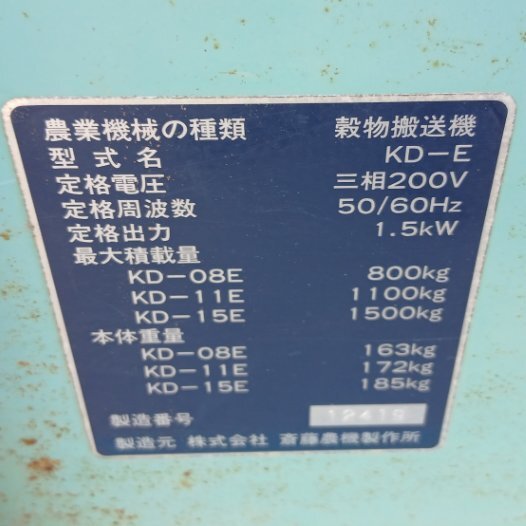 農業機械の種類 穀物搬送機
型式名 KD-E
定格電圧 三相200V
定格周波数 50/60Hz
定格出力 1.5kW
最大積載量
KD-08E 800kg
KD-11E 1100kg
KD-15E 1500kg
本体重量
KD-08E 163kg
KD-11E 172kg
KD-15E 185kg
製造番号
製造元 株式会社 斎藤農機製作所